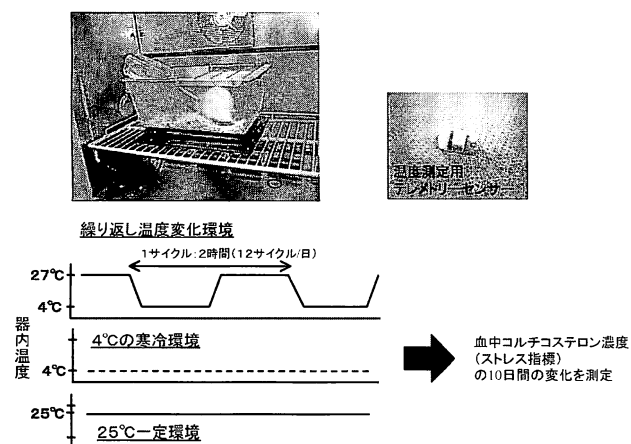 温度測定用
テレメトリーセンサー
繰り返し温度変化環境
1サイクル:2時間(12サイクル/日)
27℃
4℃
器内温度
4℃の寒冷環境
4℃
25℃
25℃一定環境
血中コルチコステロン濃度
(ストレス指標)
の10日間の変化を測定